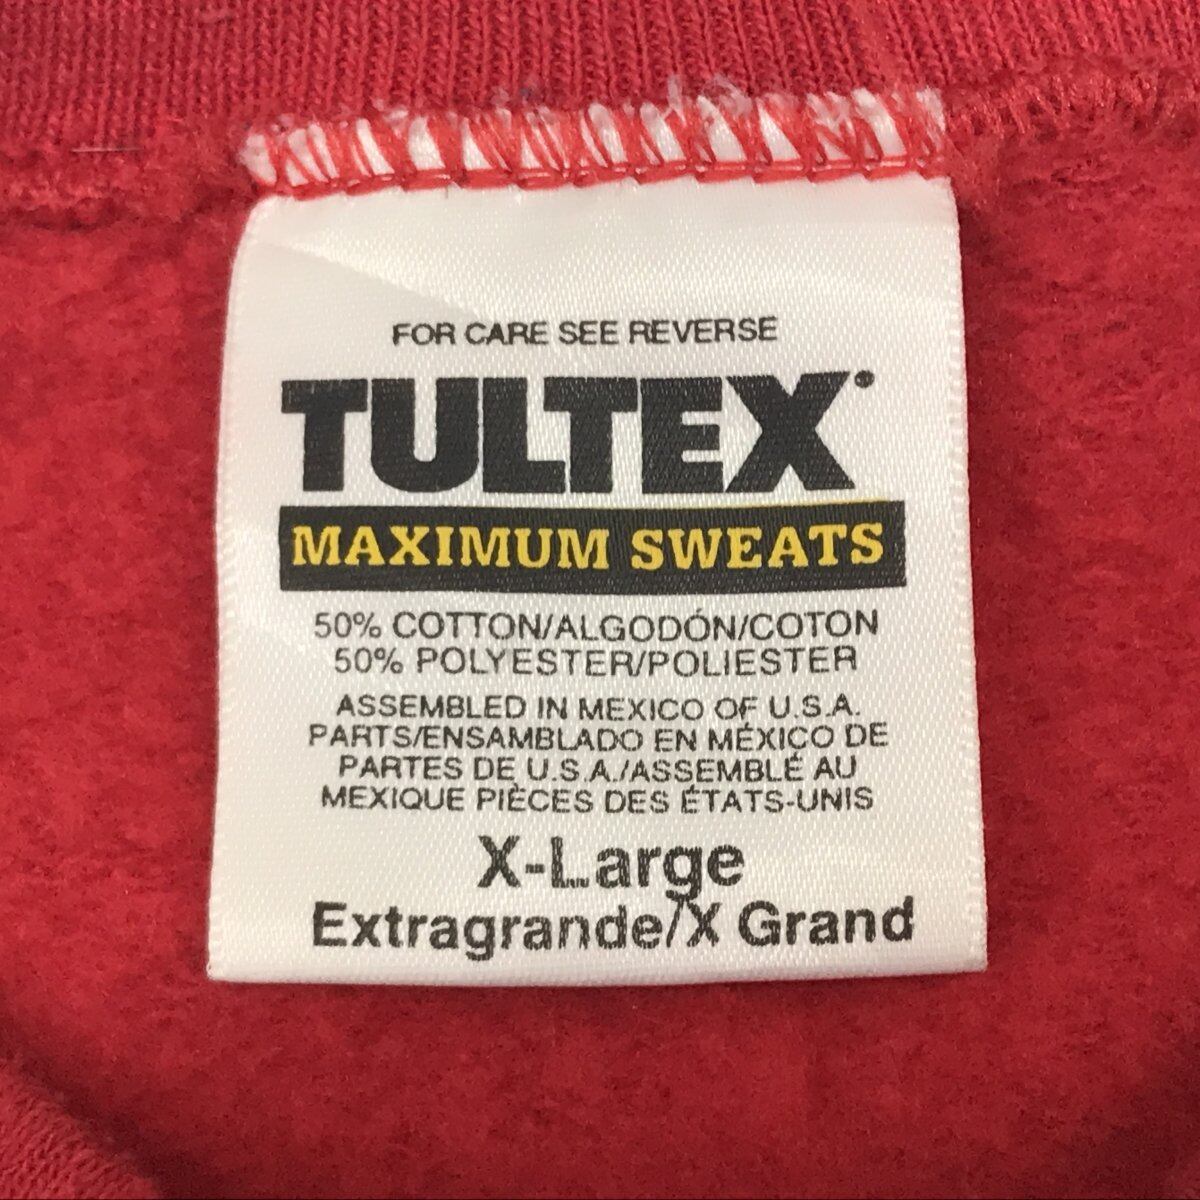 FOR CARE SEE REVERSE
TULTEX®
MAXIMUM SWEATS
50% COTTON/ALGODÓN/COTON
50% POLYESTER/POLIESTER
ASSEMBLED IN MEXICO OF U.S.A.
PARTS/ENSAMBLADO EN MÉXICO DE
PARTES DE U.S.A./ASSEMBLÉ AU
MEXIQUE PIÈCES DES ÉTATS-UNIS
X-Large
Extragrande/X Grand